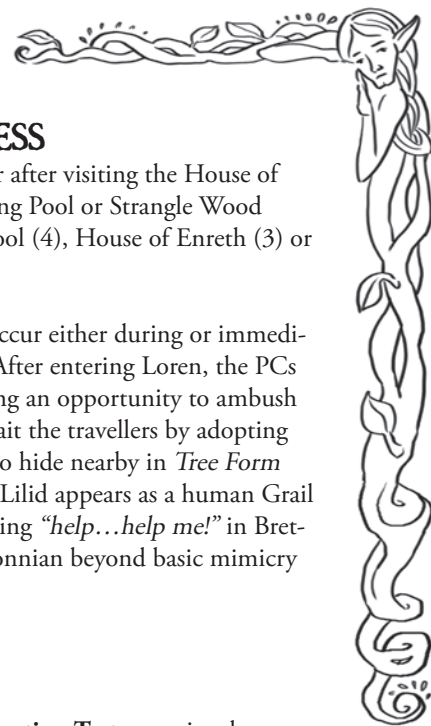 ESS
r after visiting the House of
ng Pool or Strangle Wood
ool (4), House of Enreth (3) or
ccur either during or immedi-
After entering Loren, the PCs
ng an opportunity to ambush
ait the travellers by adopting
o hide nearby in Tree Form
Lilid appears as a human Grail
ing “help…help me!” in Bret-
onnian beyond basic mimicry